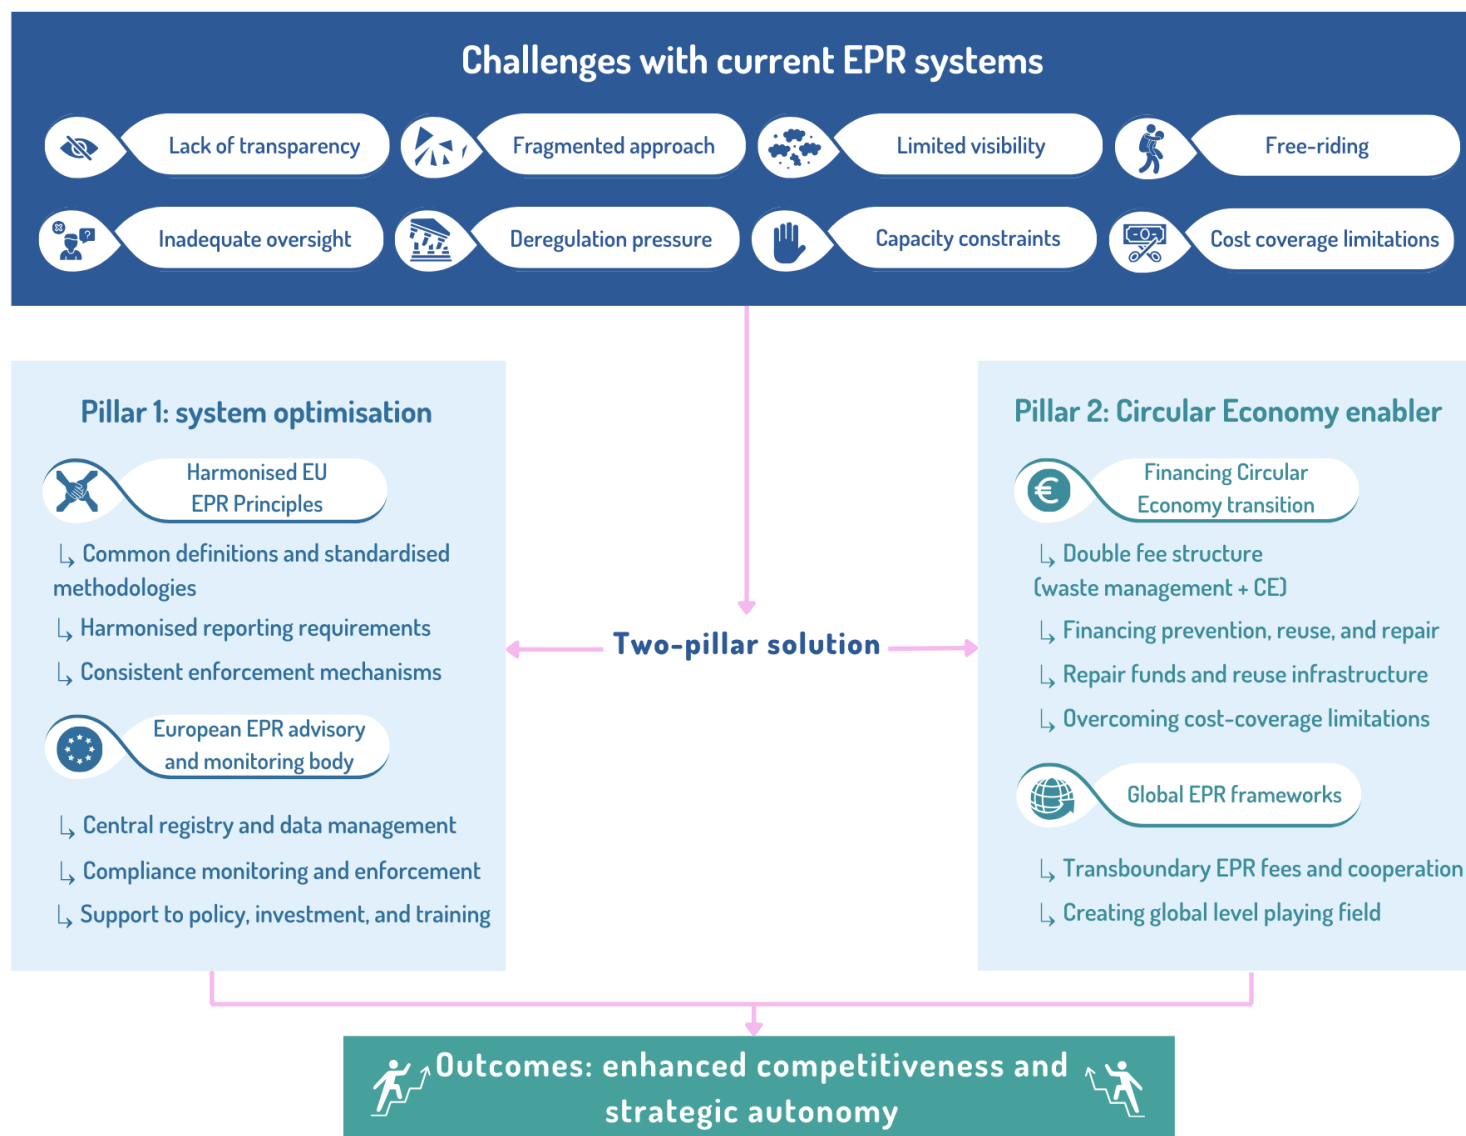 Challenges with current EPR systems
Lack of transparency
Fragmented approach
Limited visibility
Free-riding
Inadequate oversight
Deregulation pressure
Capacity constraints
Cost coverage limitations
Pillar 1: system optimisation
Harmonised EU
EPR Principles
Common definitions and standardised
methodologies
Harmonised reporting requirements
Consistent enforcement mechanisms
European EPR advisory
and monitoring body
Central registry and data management
Compliance monitoring and enforcement
Support to policy, investment, and training
Two-pillar solution
Pillar 2: Circular Economy enabler
€
Financing Circular
Economy transition
Double fee structure
(waste management + CE)
Financing prevention, reuse, and repair
Repair funds and reuse infrastructure
Overcoming cost-coverage limitations
Global EPR frameworks
Transboundary EPR fees and cooperation
Creating global level playing field
Outcomes: enhanced competitiveness and
strategic autonomy